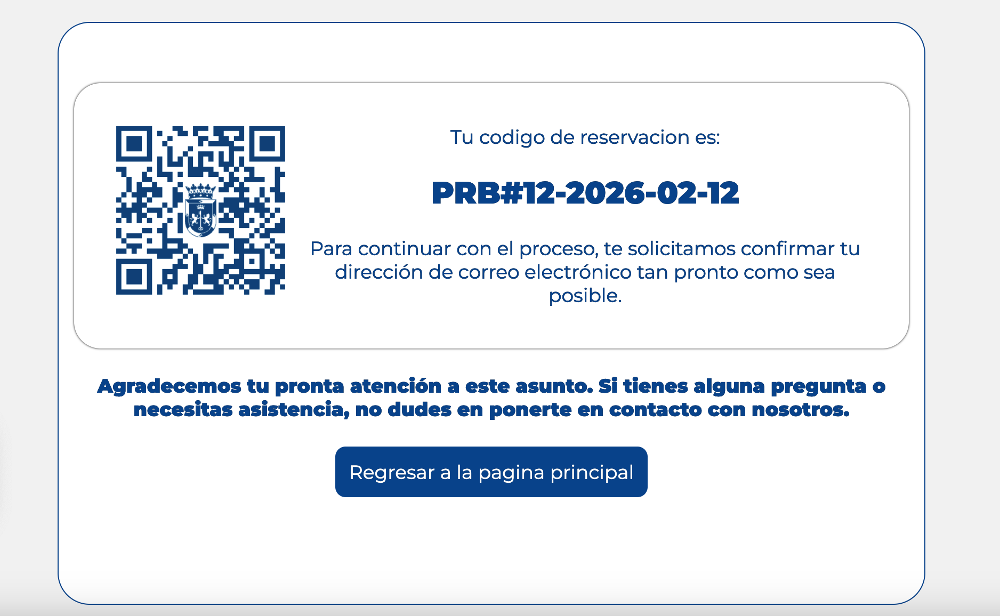 Tu codigo de reservacion es:
PRB#12-2026-02-12
Para continuar con el proceso, te solicitamos confirmar tu
dirección de correo electrónico tan pronto como sea
posible.
Agradecemos tu pronta atención a este asunto. Si tienes alguna pregunta o
necesitas asistencia, no dudes en ponerte en contacto con nosotros.
Regresar a la pagina principal